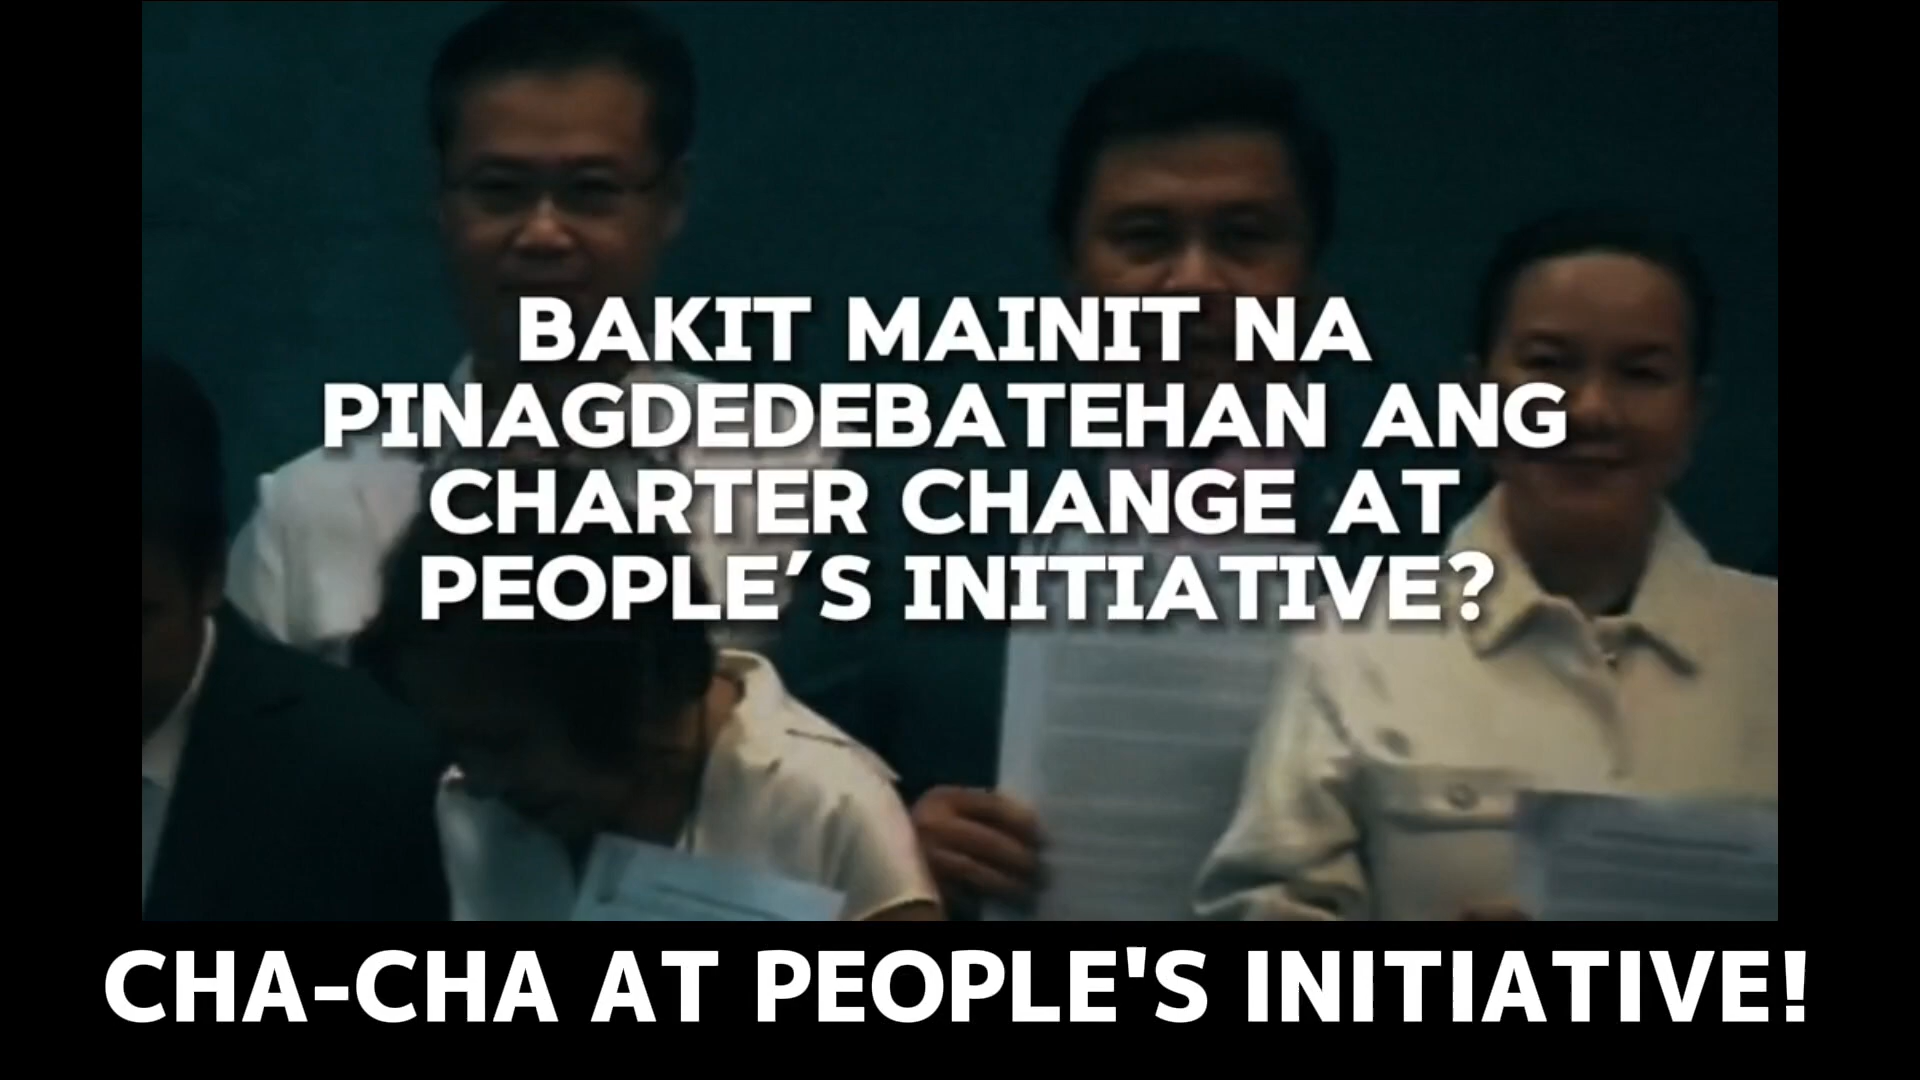 BAKIT MAINIT NA
PINAGDEDEBATEHAN ANG
CHARTER CHANGE AT
PEOPLE'S INITIATIVE?
CHA-CHA AT PEOPLE'S INITIATIVE!